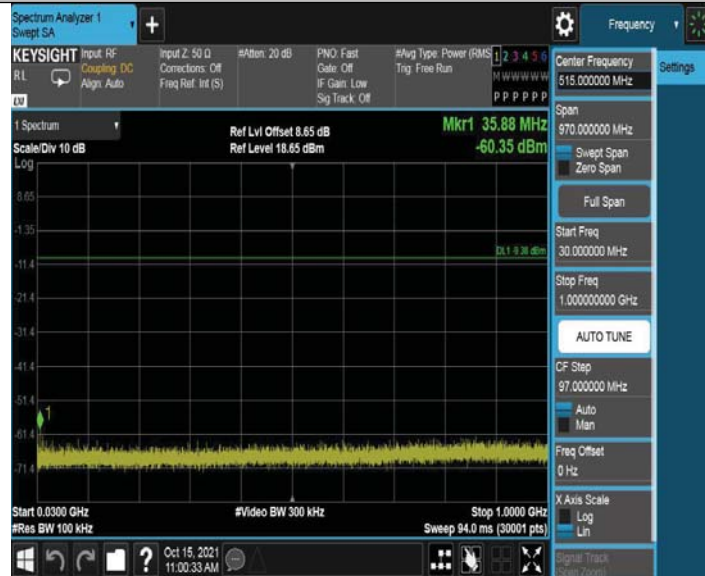 Spectrum Analyzer 1
Swept SA
+
Frequency
KEYSIGHT
RL
LXI
Input: RF
Coupling: DC
Align: Auto
Input Z: 50 Ω
Corrections: Off
Freq Ref: Int (S)
#Atten: 20 dB
PNO: Fast
Gate: Off
IF Gain: Low
Sig Track: Off
#Avg Type: Power (RMS
Trig: Free Run
1 2 3 4 5 6
M W W W W W
P P P P P P
1 Spectrum
Scale/Div 10 dB
Log
Ref Lvl Offset 8.65 dB
Ref Level 18.65 dBm
Mkr1 35.88 MHz
-60.35 dBm
8.65
-1.35
-11.4
-21.4
-31.4
-41.4
-51.4
-61.4
-71.4
DL1 -9.38 dBm
1
Start 0.0300 GHz
#Res BW 100 kHz
#Video BW 300 kHz
Stop 1.0000 GHz
Sweep 94.0 ms (30001 pts)
?
Oct 15, 2021
11:00:33 AM
Center Frequency
515.000000 MHz
Settings
Span
970.000000 MHz
Swept Span
Zero Span
Full Span
Start Freq
30.000000 MHz
Stop Freq
1.000000000 GHz
AUTO TUNE
CF Step
97.000000 MHz
Auto
Man
Freq Offset
0 Hz
X Axis Scale
Log
Lin
Signal Track
(Span Zoom)